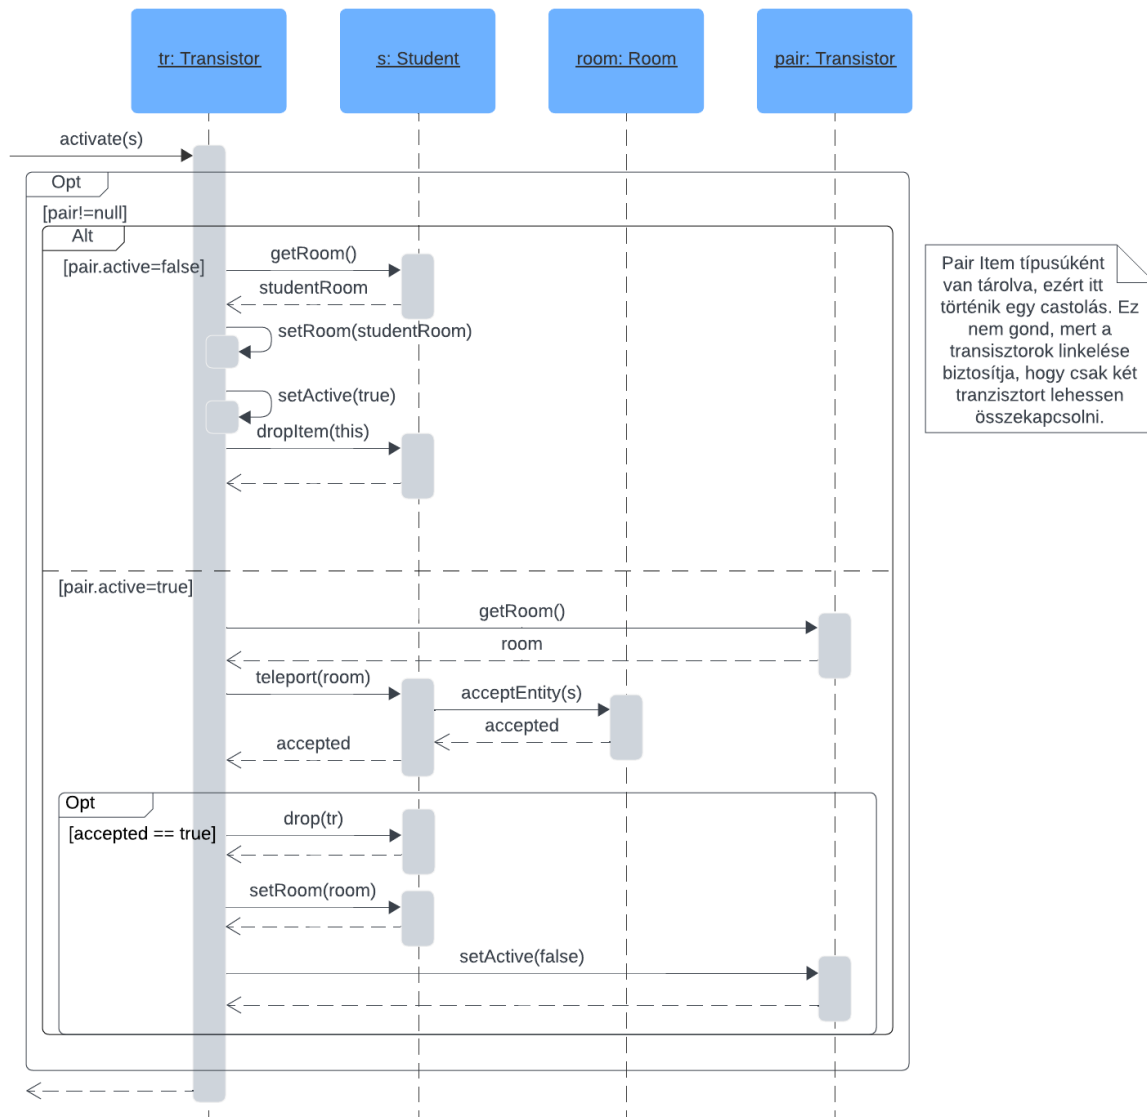 tr: Transistor
s: Student
room: Room
pair: Transistor
activate(s)
Opt
[pair!=null]
Alt
[pair.active=false]
getRoom()
studentRoom
setRoom(studentRoom)
setActive(true)
dropItem(this)
Pair Item típusúként
van tárolva, ezért itt
történik egy castolás. Ez
nem gond, mert a
transisztorok linkelése
biztosítja, hogy csak két
tranzisztort lehessen
összekapcsolni.
[pair.active=true]
getRoom()
room
teleport(room)
acceptEntity(s)
accepted
accepted
Opt
[accepted == true]
drop(tr)
setRoom(room)
setActive(false)